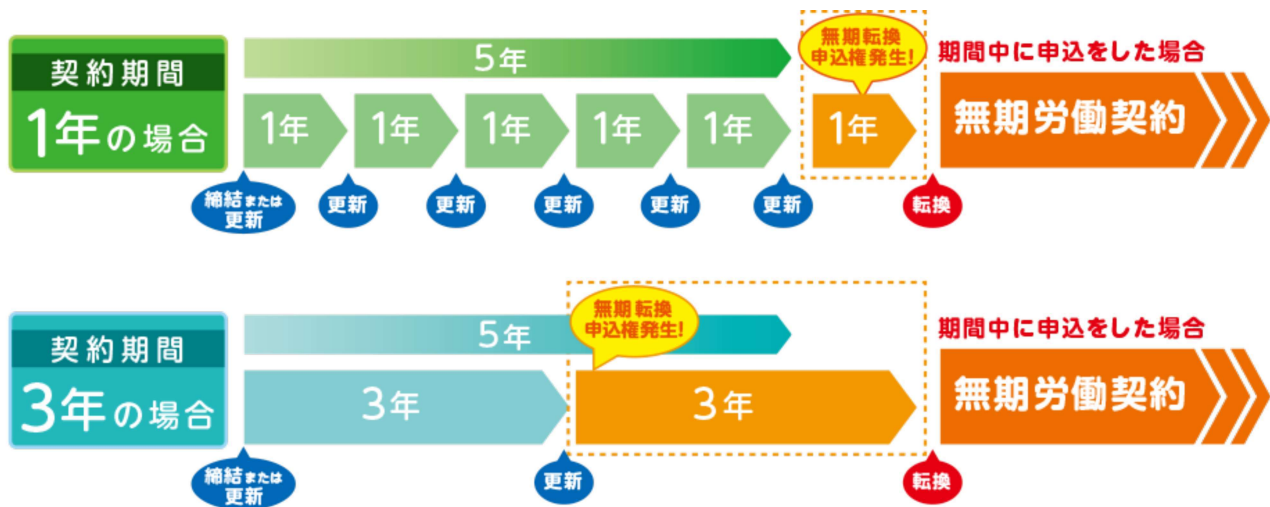 契約期間
1年の場合
5年
1年
1年
1年
1年
1年
無期転換
申込権発生!
1年
期間中に申込をした場合
無期労働契約
締結または
更新
更新
更新
更新
更新
更新
転換
契約期間
3年の場合
5年
3年
無期転換
申込権発生!
3年
期間中に申込をした場合
無期労働契約
締結または
更新
更新
転換